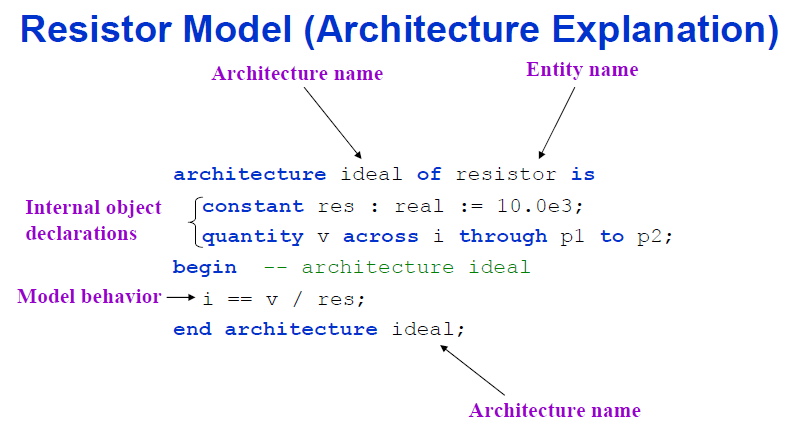 Resistor Model (Architecture Explanation)
Architecture name
Entity name
architecture ideal of resistor is
Internal object
declarations
constant res : real := 10.0e3;
quantity v across i through p1 to p2;
begin  -- architecture ideal
Model behavior
i == v / res;
end architecture ideal;
Architecture name